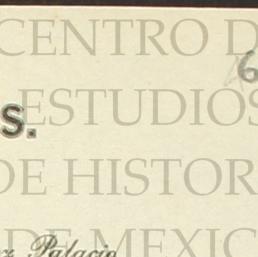 CENTRO D
6
ESTUDIOS
s.
DE HISTOR
Palacio
DE MEXIC